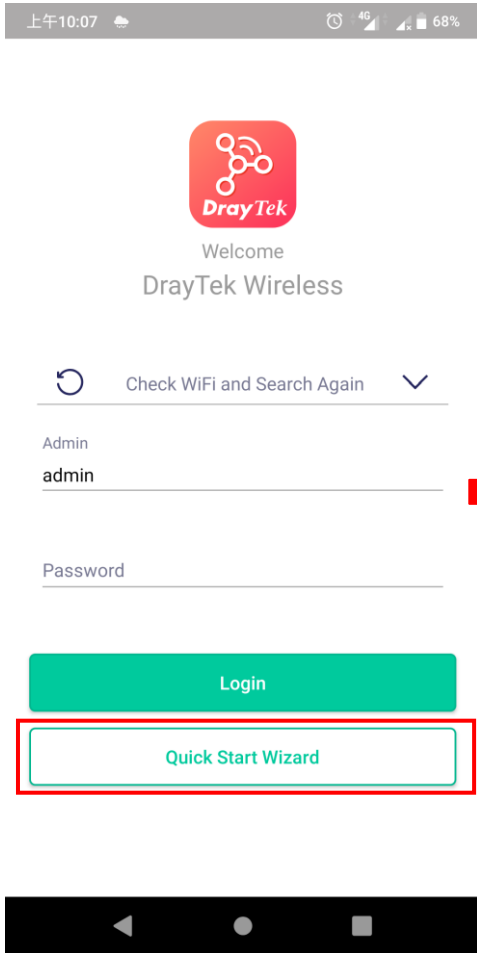 上午10:07 4G 68%
DrayTek
Welcome
DrayTek Wireless
Check WiFi and Search Again
Admin
admin
Password
Login
Quick Start Wizard